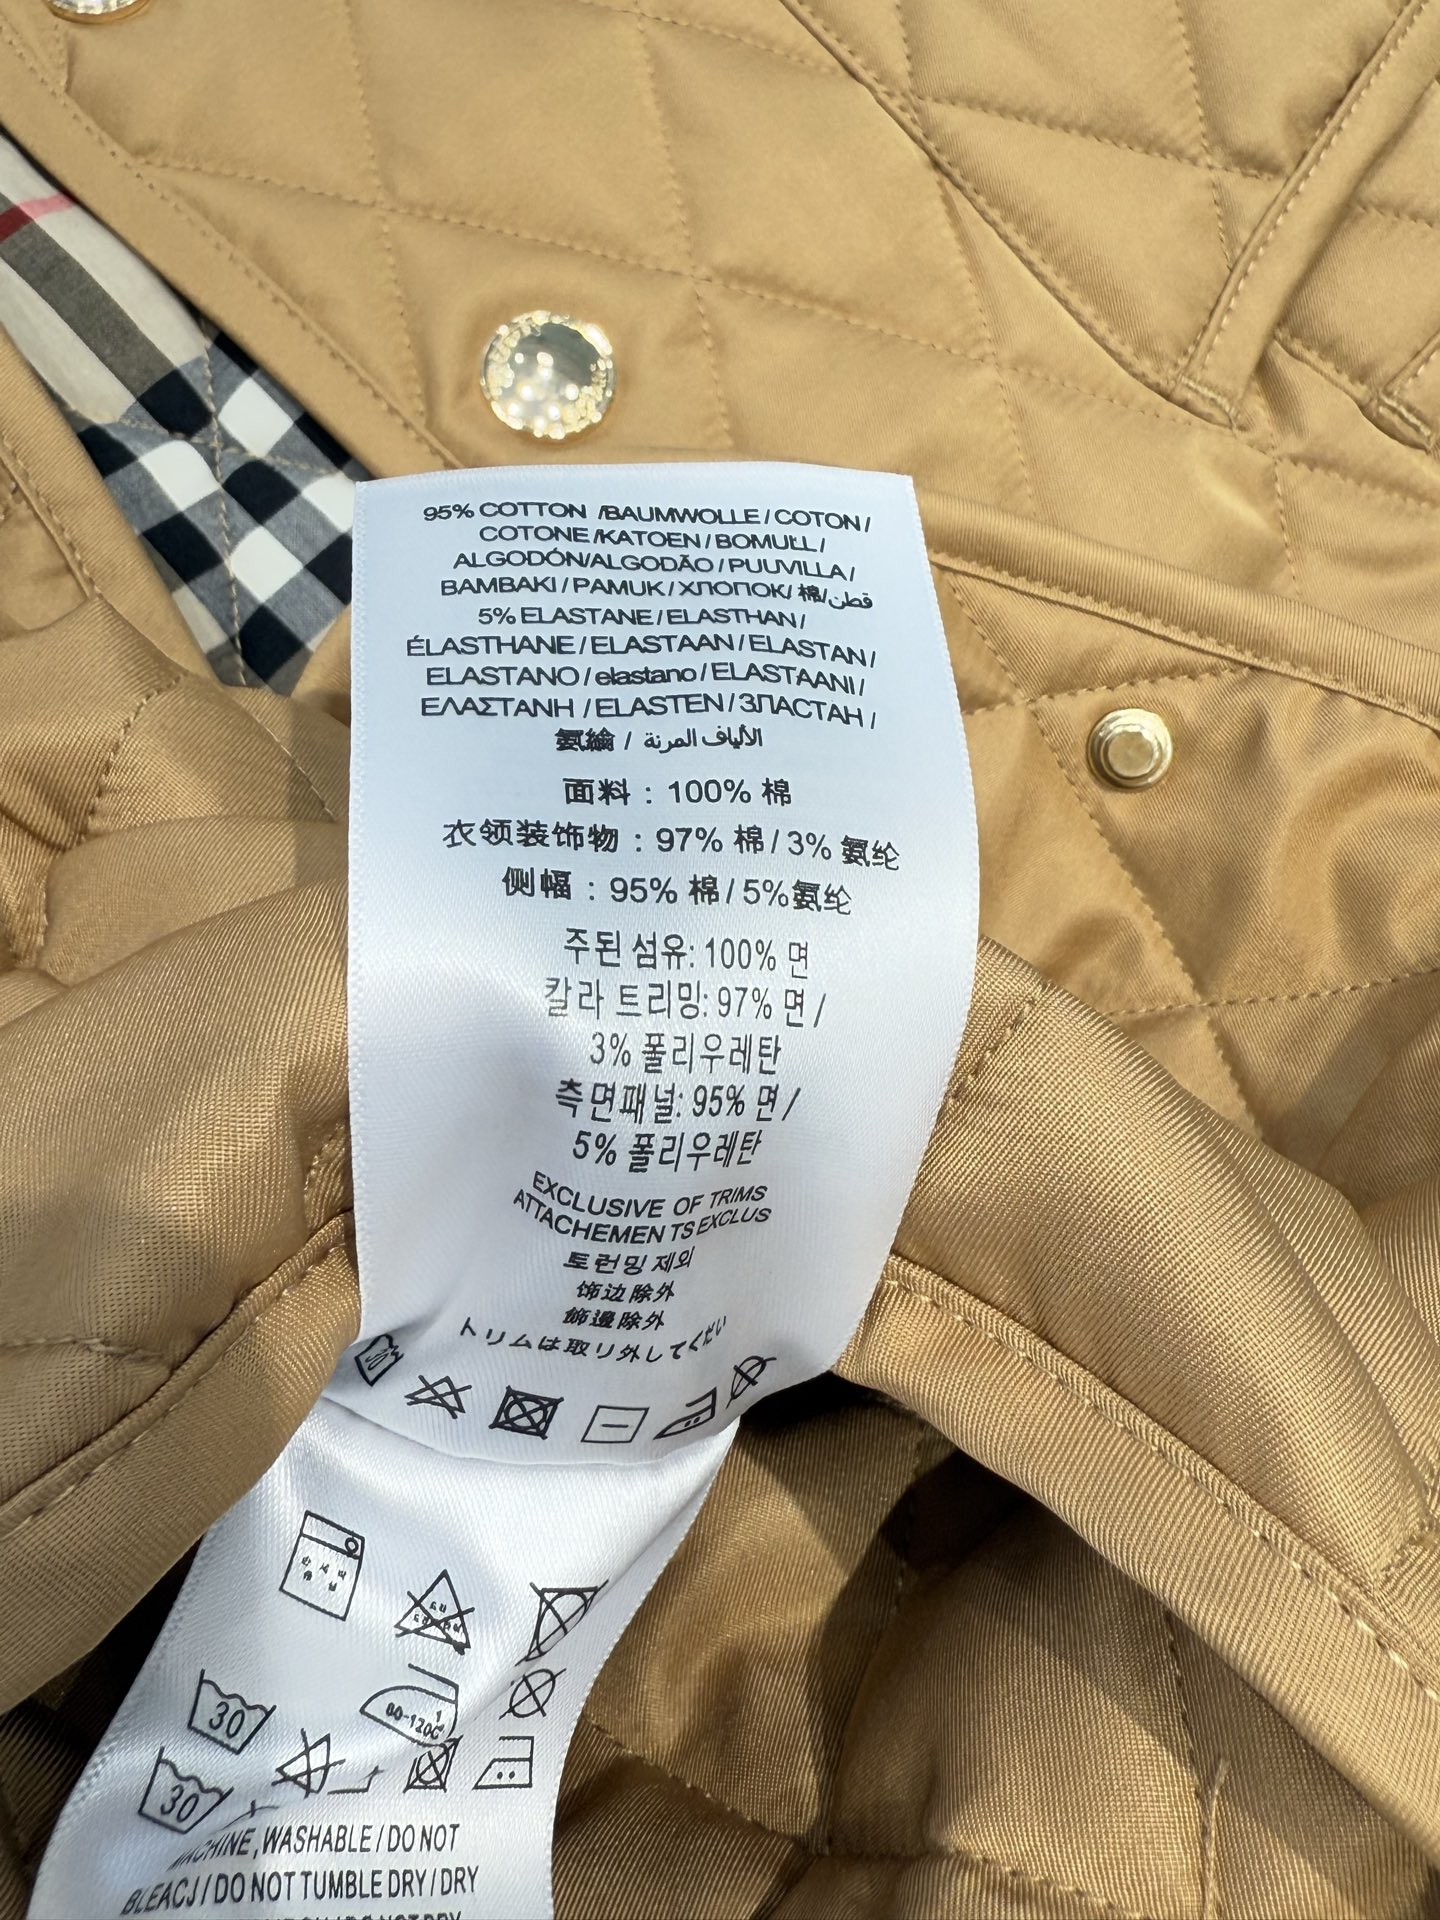 95% COTTON /BAUMWOLLE / COTON /
COTONE /KATOEN / BOMULL /
ALGODÓN/ALGODÃO / PUUVILLA /
BAMBAKI / PAMUK / ХЛОПОК/ 棉/قطن
5% ELASTANE / ELASTHAN /
ÉLASTHANE / ELASTAAN / ELASTAN /
ELASTANO / elastano / ELASTAANI /
ΕΛΑΣΤΑΝΗ / ELASTEN / ЗЛАСТАН /
氨綸 / الألياف المرنة
面料 : 100% 棉
衣领装饰物 : 97% 棉 / 3% 氨纶
侧幅 : 95% 棉 / 5%氨纶
주된 섬유: 100% 면
칼라 트리밍: 97% 면 /
3% 폴리우레탄
측면패널: 95% 면 /
5% 폴리우레탄
EXCLUSIVE OF TRIMS
ATTACHEMEN TS EXCLUS
토런밍 제외
饰边除外
飾邊除外
トリムは取り外してください
30
80-120C
30
MACHINE,WASHABLE / DO NOT
BLEACJ / DO NOT TUMBLE DRY / DRY